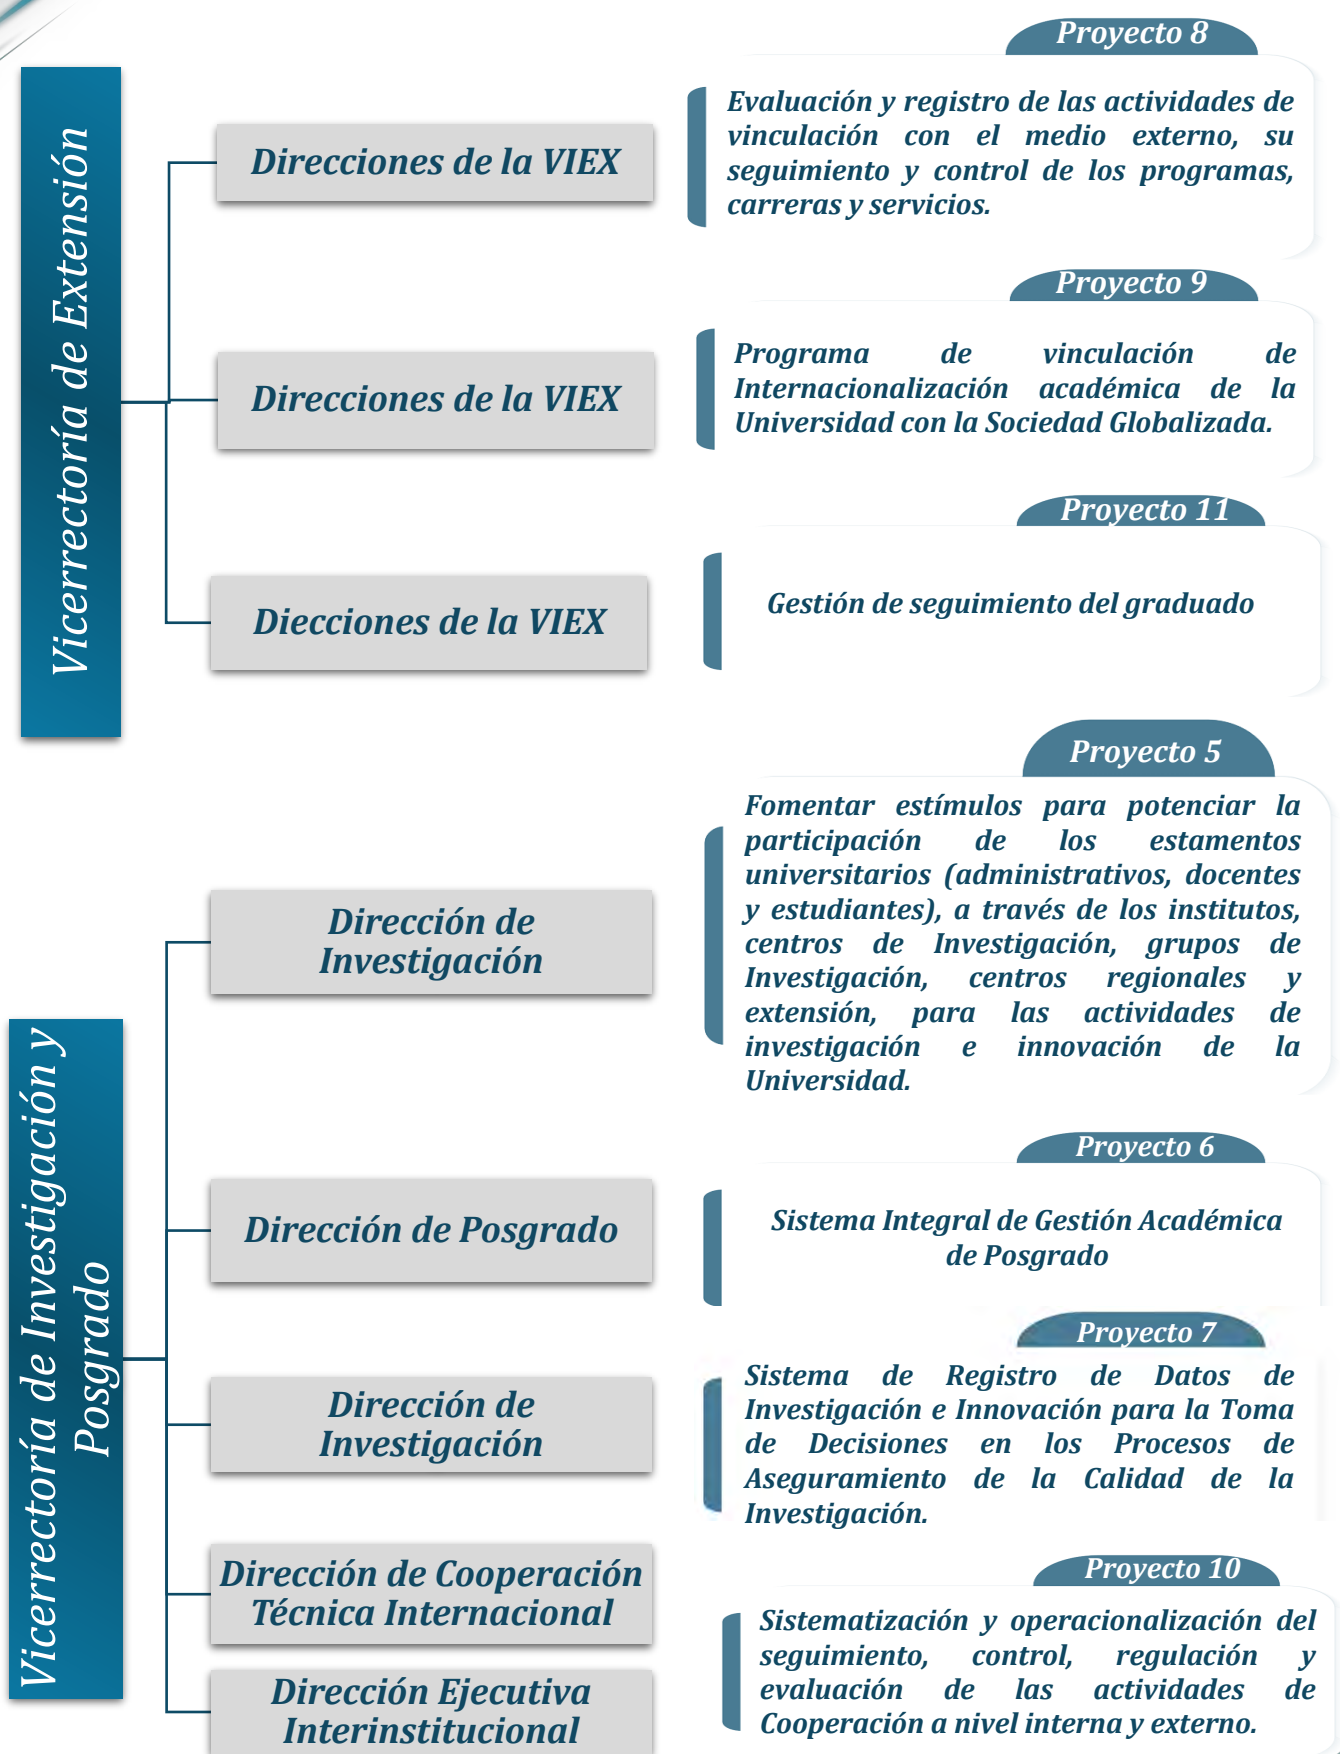 Vicerrectoría de Extensión
Direcciones de la VIEX
Proyecto 8
Evaluación y registro de las actividades de
vinculación con el medio externo, su
seguimiento y control de los programas,
carreras y servicios.
Direcciones de la VIEX
Proyecto 9
Programa de vinculación de
Internacionalización académica de la
Universidad con la Sociedad Globalizada.
Diecciones de la VIEX
Proyecto 11
Gestión de seguimiento del graduado
Vicerrectoría de Investigación y
Posgrado
Dirección de
Investigación
Proyecto 5
Fomentar estímulos para potenciar la
participación de los estamentos
universitarios (administrativos, docentes
y estudiantes), a través de los institutos,
centros de Investigación, grupos de
Investigación, centros regionales y
extensión, para las actividades de
investigación e innovación de la
Universidad.
Dirección de Posgrado
Proyecto 6
Sistema Integral de Gestión Académica
de Posgrado
Dirección de
Investigación
Proyecto 7
Sistema de Registro de Datos de
Investigación e Innovación para la Toma
de Decisiones en los Procesos de
Aseguramiento de la Calidad de la
Investigación.
Dirección de Cooperación
Técnica Internacional
Dirección Ejecutiva
Interinstitucional
Proyecto 10
Sistematización y operacionalización del
seguimiento, control, regulación y
evaluación de las actividades de
Cooperación a nivel interna y externo.